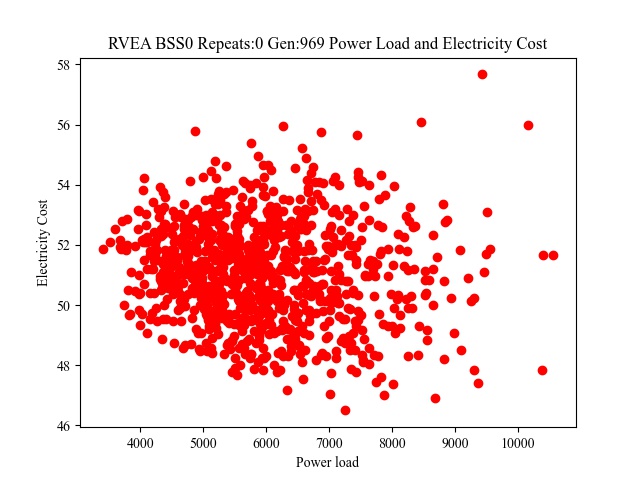 RVEA BSS0 Repeats:0 Gen:969 Power Load and Electricity Cost
58
56
54
52
50
48
46
Electricity Cost
4000 5000 6000 7000 8000 9000 10000
Power load